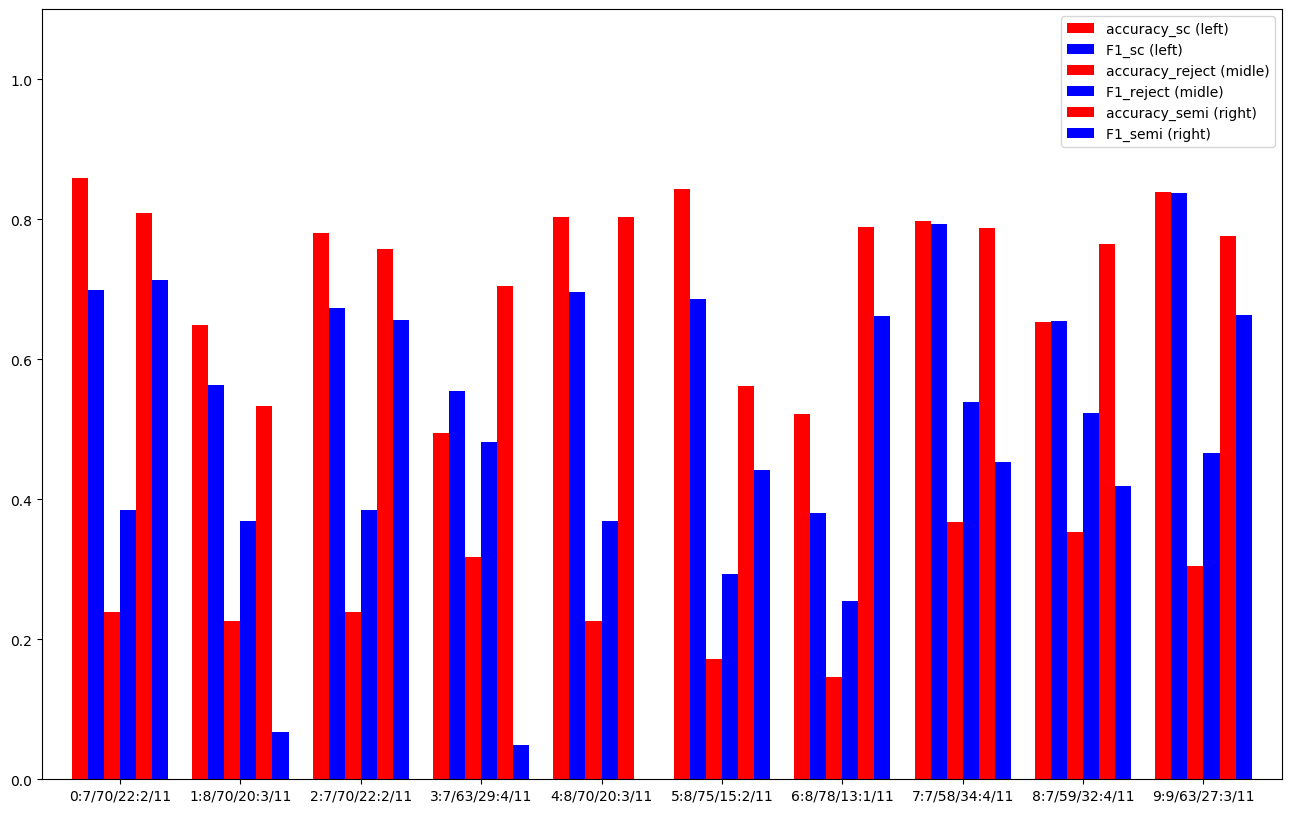 accuracy_sc (left)
F1_sc (left)
accuracy_reject (midle)
F1_reject (midle)
accuracy_semi (right)
F1_semi (right)
1.0
0.8
0.6
0.4
0.2
0.0
0:7/70/22:2/11 1:8/70/20:3/11 2:7/70/22:2/11 3:7/63/29:4/11 4:8/70/20:3/11 5:8/75/15:2/11 6:8/78/13:1/11 7:7/58/34:4/11 8:7/59/32:4/11 9:9/63/27:3/11